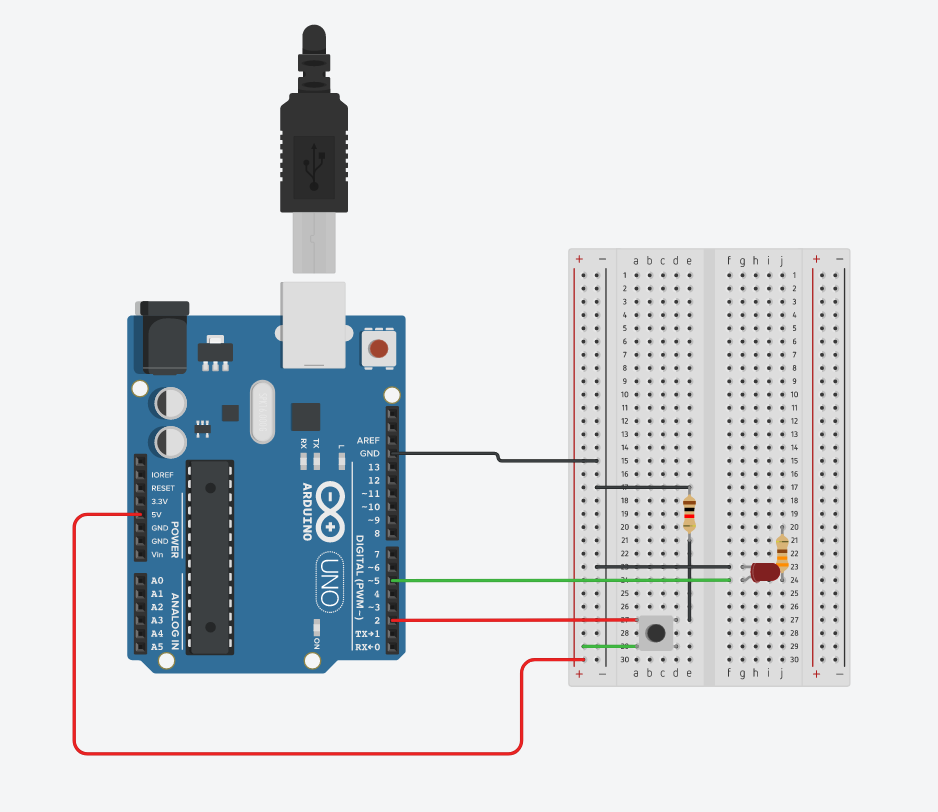 AREF
GND
13
12
~11
~10
~9
8
7
~6
~5
4
~3
2
TX→1
RX←0
DIGITAL (PWM~)
IOREF
RESET
3.3V
5V
GND
GND
Vin
POWER
A0
A1
A2
A3
A4
A5
ANALOG IN
RX
TX
L
ARDUINO
UNO
ON
+ − a b c d e f g h i j + −
1 1
2 2
3 3
4 4
5 5
6 6
7 7
8 8
9 9
10 10
11 11
12 12
13 13
14 14
15 15
16 16
17 17
18 18
19 19
20 20
21 21
22 22
23 23
24 24
25 25
26 26
27 27
28 28
29 29
30 30
+ − a b c d e f g h i j + −